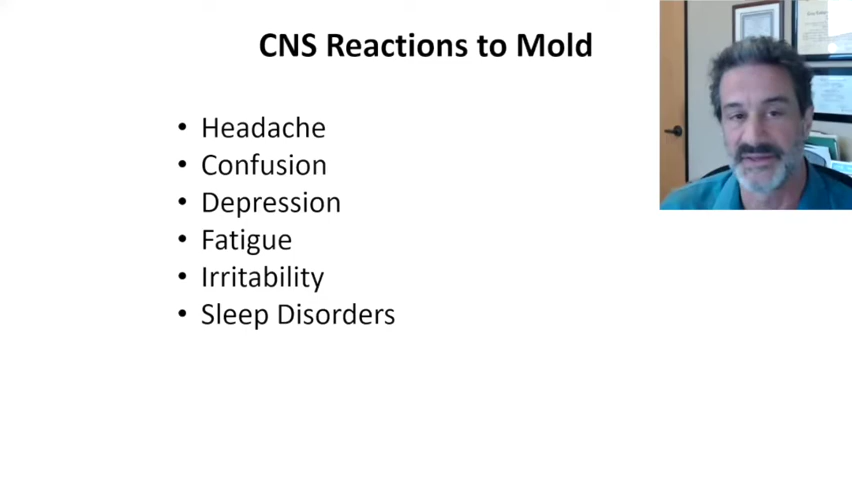 CNS Reactions to Mold
• Headache
• Confusion
• Depression
• Fatigue
• Irritability
• Sleep Disorders